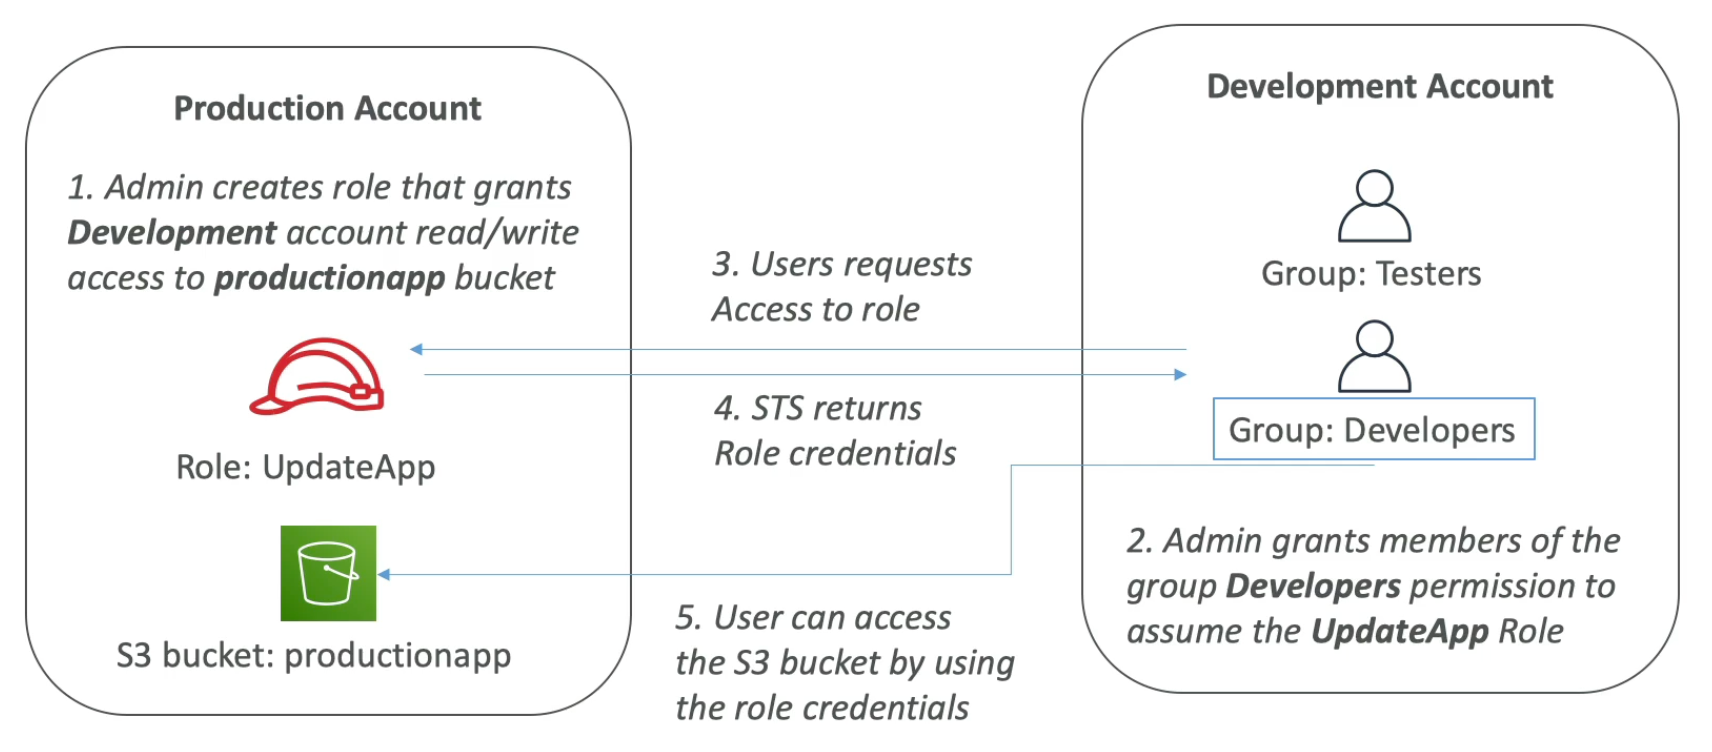 Production Account
1. Admin creates role that grants
Development account read/write
access to productionapp bucket
Role: UpdateApp
S3 bucket: productionapp
3. Users requests
Access to role
4. STS returns
Role credentials
5. User can access
the S3 bucket by using
the role credentials
Development Account
Group: Testers
Group: Developers
2. Admin grants members of the
group Developers permission to
assume the UpdateApp Role